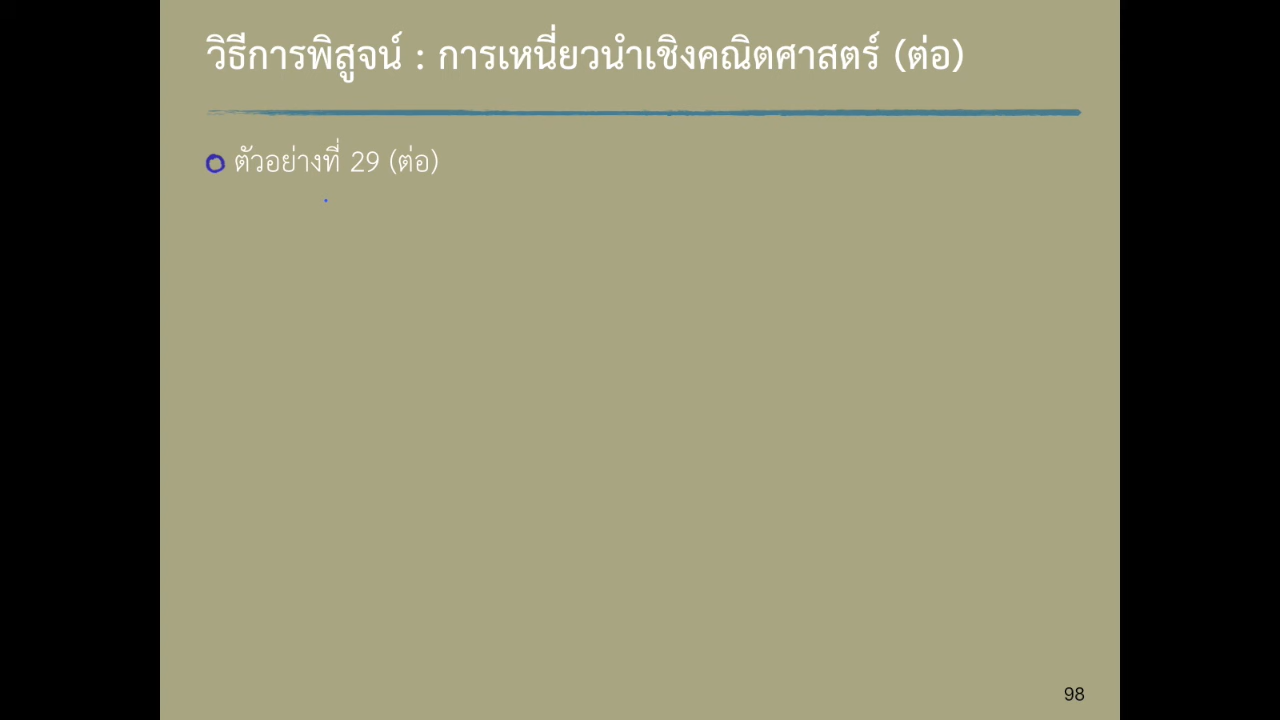 วิธีการพิสูจน์ : การเหนี่ยวนำเชิงคณิตศาสตร์ (ต่อ)
ตัวอย่างที่ 29 (ต่อ)
98